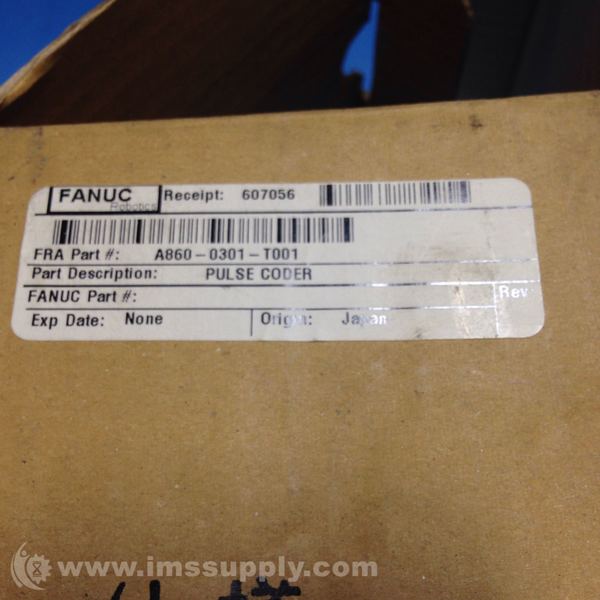 FANUC Robotics Receipt: 607056
FRA Part #: A860-0301-T001
Part Description: PULSE CODER
FANUC Part #: Rev
Exp Date: None Origin: Japan
www.imssupply.com